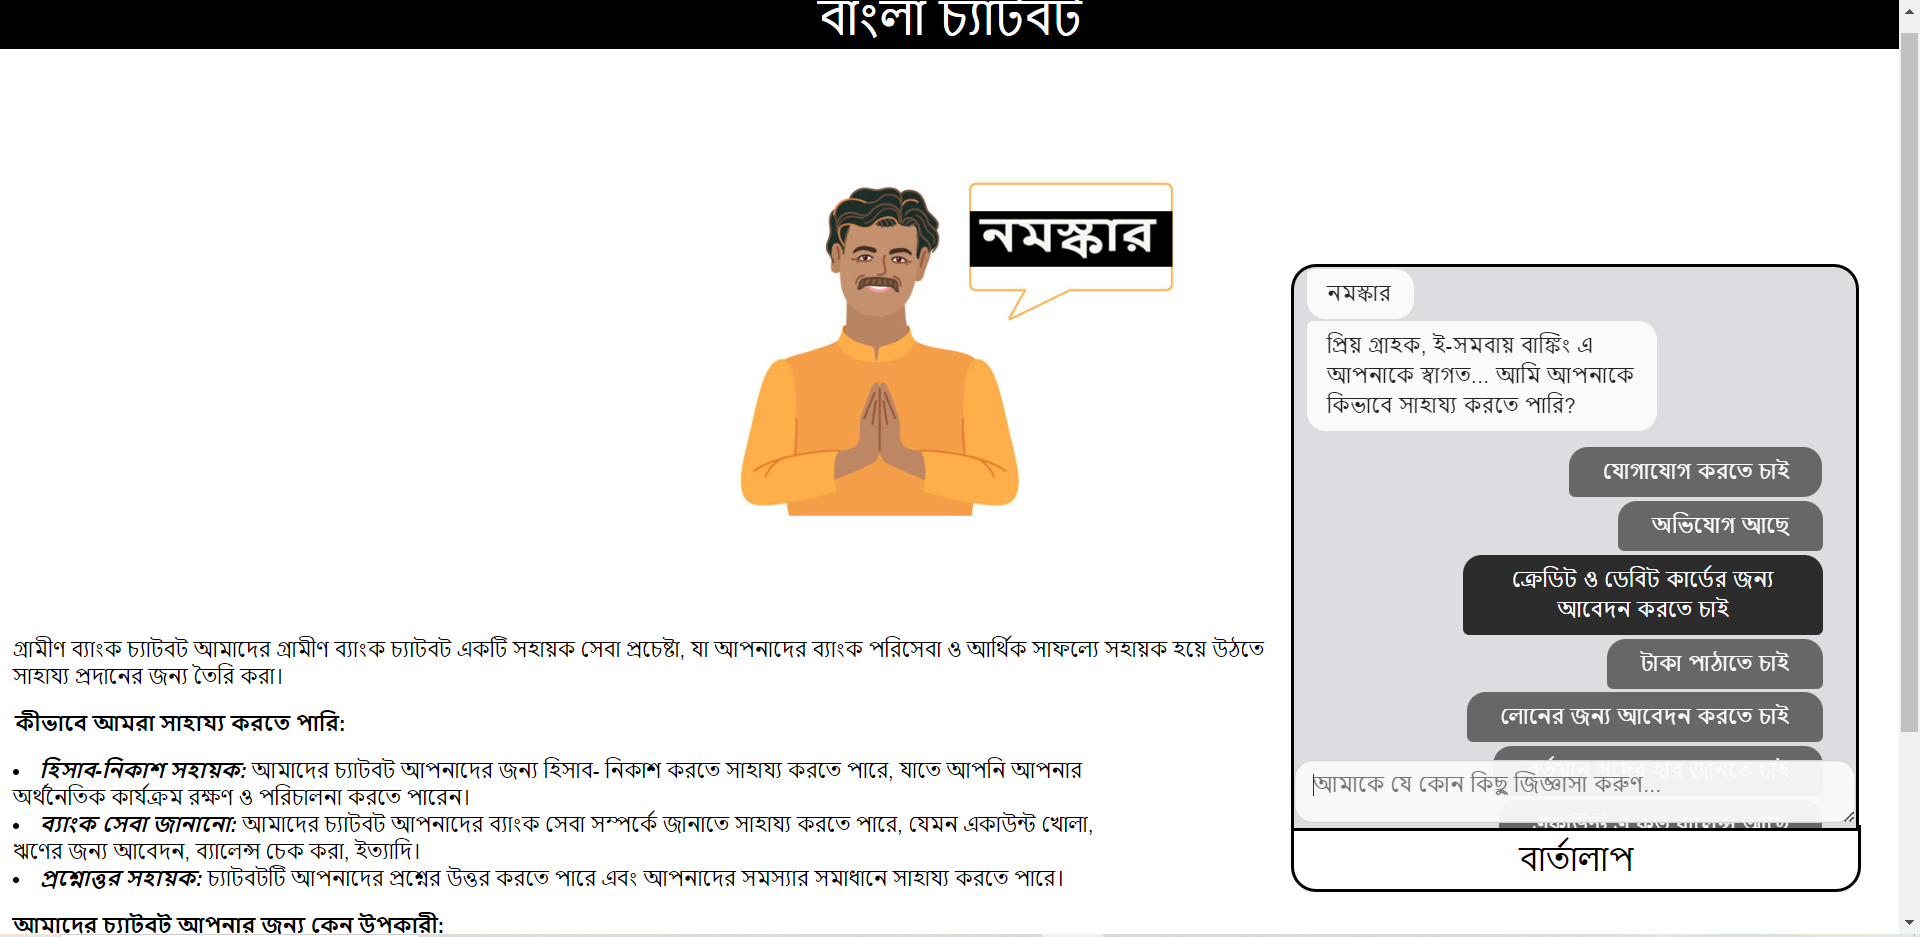 বাংলা চ্যাটবট
নমস্কার
গ্রামীণ ব্যাংক চ্যাটবট আমাদের গ্রামীণ ব্যাংক চ্যাটবট একটি সহায়ক সেবা প্রচেষ্টা, যা আপনাদের ব্যাংক পরিসেবা ও আর্থিক সাফল্যে সহায়ক হয়ে উঠতে
সাহায্য প্রদানের জন্য তৈরি করা।
কীভাবে আমরা সাহায্য করতে পারি:
• হিসাব-নিকাশ সহায়ক: আমাদের চ্যাটবট আপনাদের জন্য হিসাব- নিকাশ করতে সাহায্য করতে পারে, যাতে আপনি আপনার
অর্থনৈতিক কার্যক্রম রক্ষণ ও পরিচালনা করতে পারেন।
• ব্যাংক সেবা জানানো: আমাদের চ্যাটবট আপনাদের ব্যাংক সেবা সম্পর্কে জানাতে সাহায্য করতে পারে, যেমন একাউন্ট খোলা,
ঋণের জন্য আবেদন, ব্যালেন্স চেক করা, ইত্যাদি।
• প্রশ্নোত্তর সহায়ক: চ্যাটবটটি আপনাদের প্রশ্নের উত্তর করতে পারে এবং আপনাদের সমস্যার সমাধানে সাহায্য করতে পারে।
আমাদের চ্যাটবট আপনার জন্য কেন উপকারী:
নমস্কার
প্রিয় গ্রাহক, ই-সমবায় বাঙ্কিং এ
আপনাকে স্বাগত... আমি আপনাকে
কিভাবে সাহায্য করতে পারি?
যোগাযোগ করতে চাই
অভিযোগ আছে
ক্রেডিট ও ডেবিট কার্ডের জন্য
আবেদন করতে চাই
টাকা পাঠাতে চাই
লোনের জন্য আবেদন করতে চাই
বর্তমান সুদের হার জানতে চাই
আমাকে যে কোন কিছু জিজ্ঞাসা করুণ...
বার্তালাপ